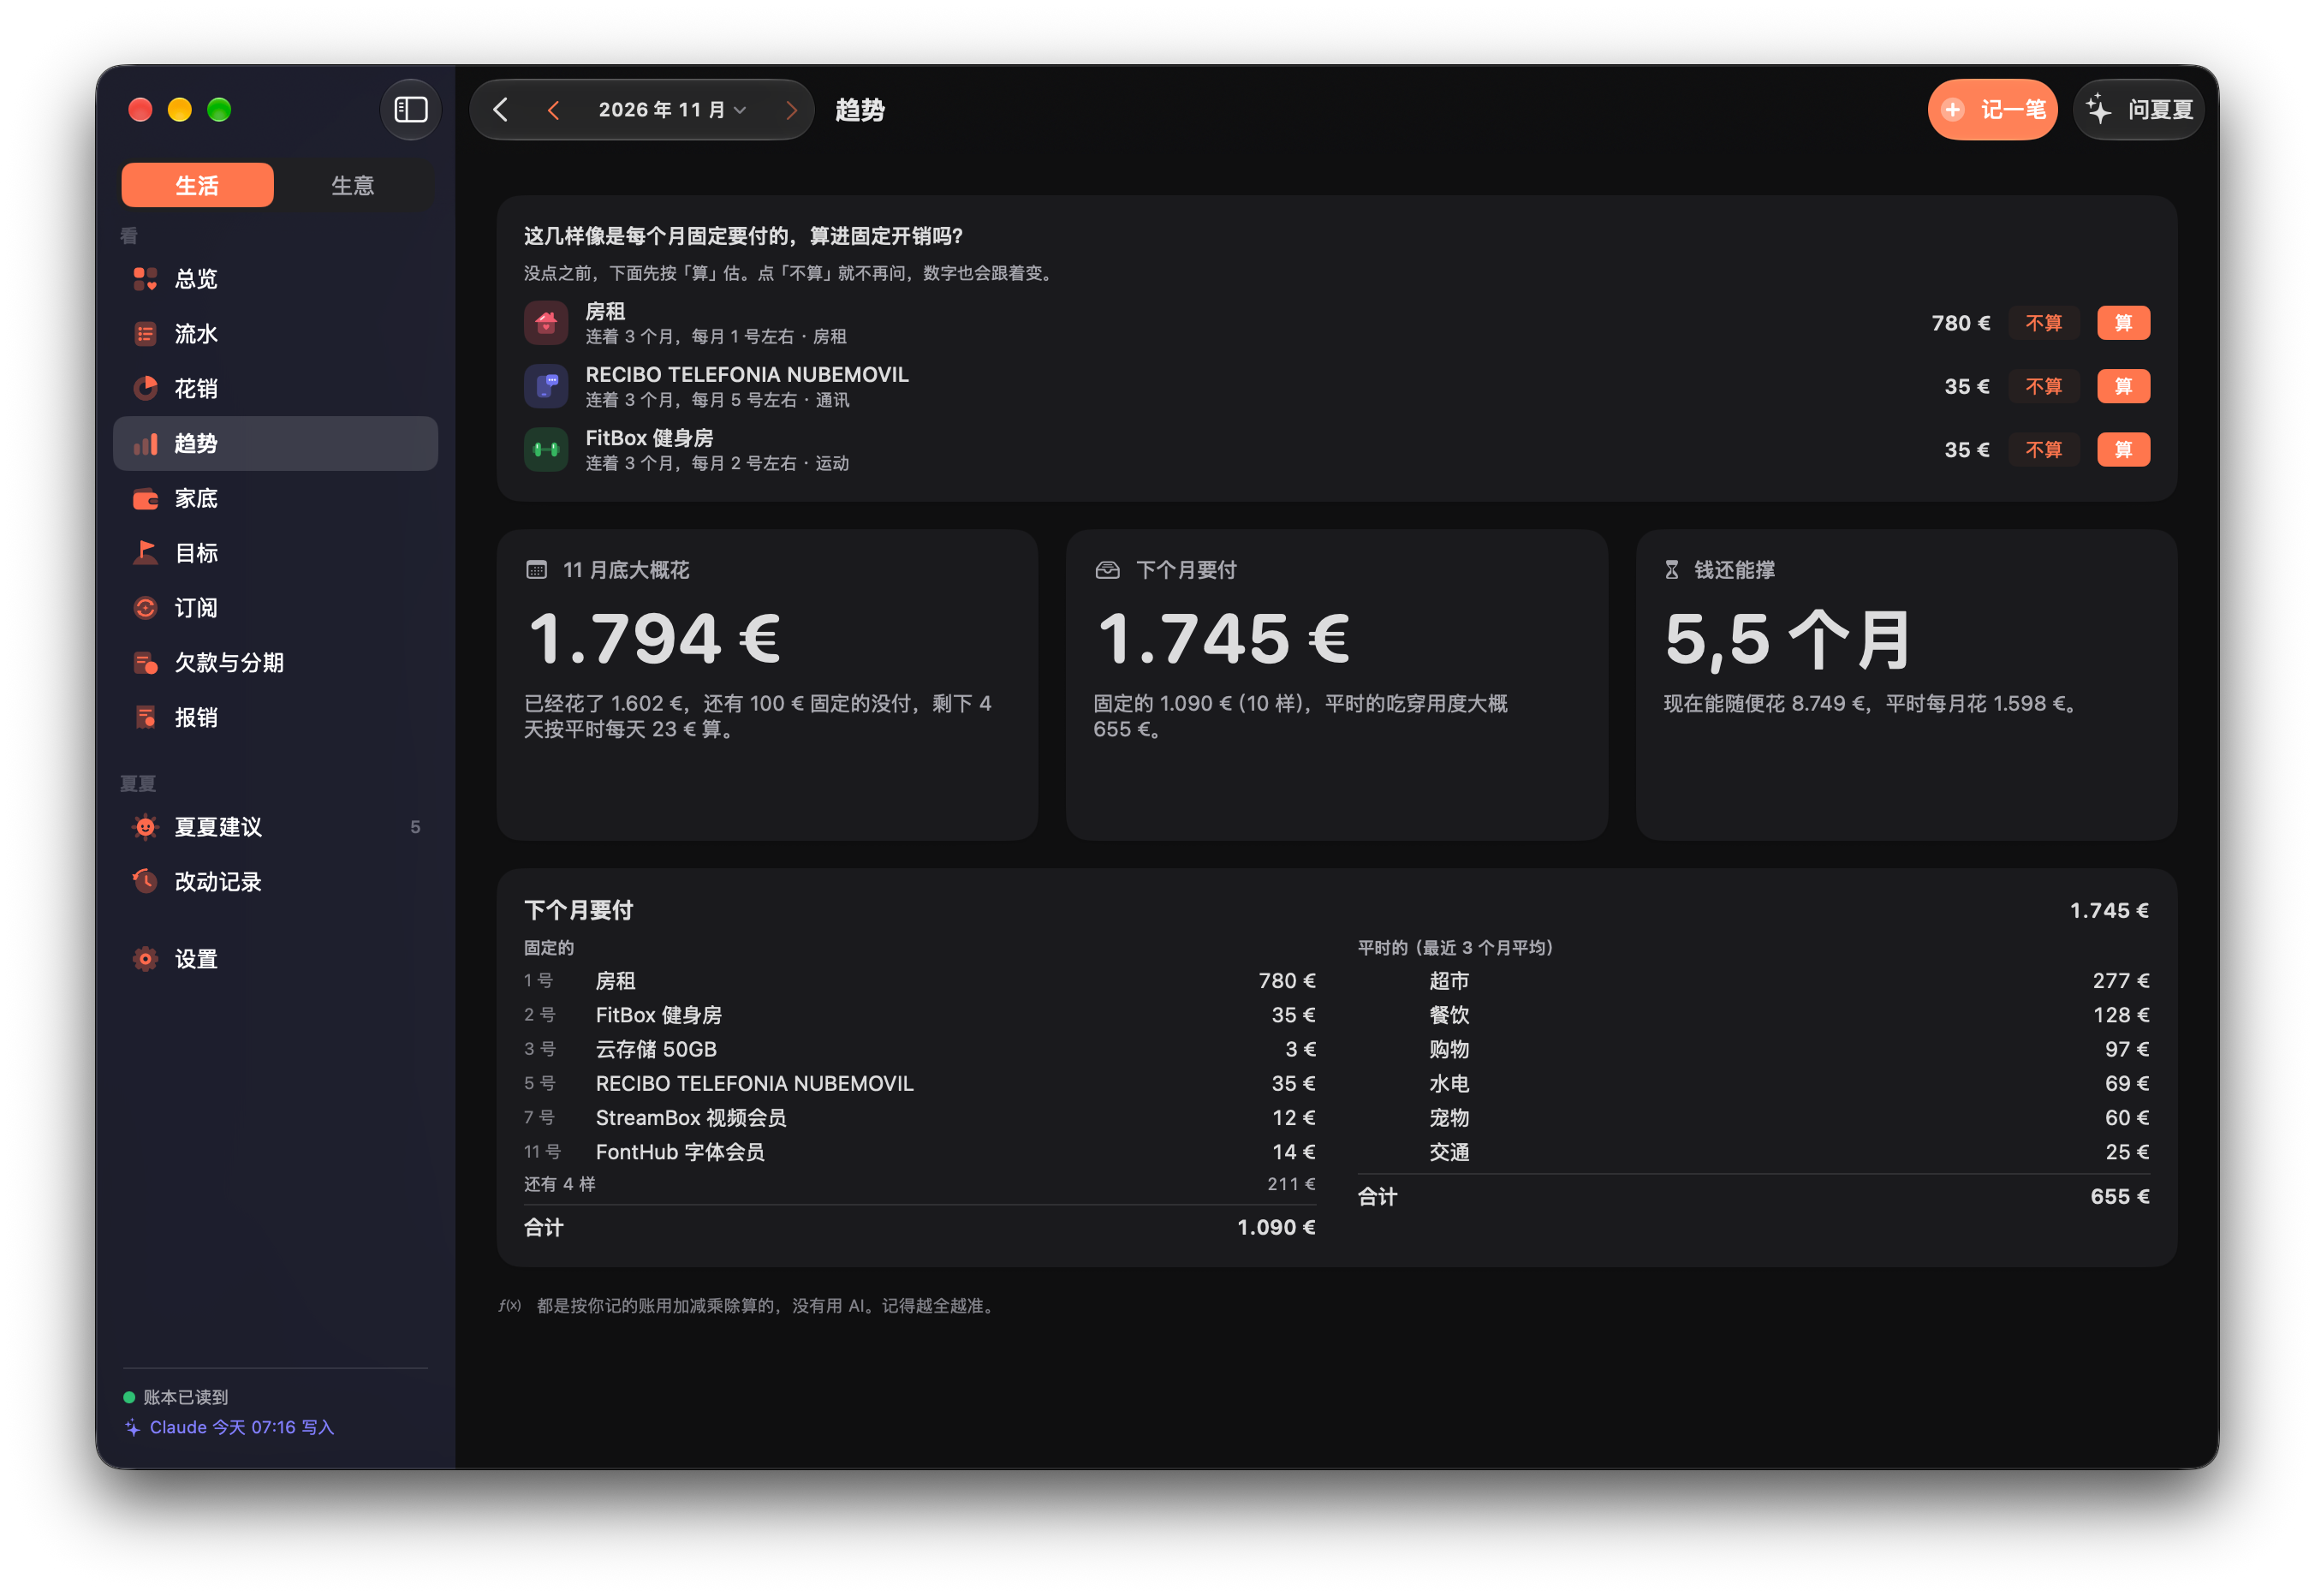 2026 年 11 月
趋势
记一笔
问夏夏
生活
生意
看
总览
流水
花销
趋势
家底
目标
订阅
欠款与分期
报销
夏夏
夏夏建议
5
改动记录
设置
账本已读到
Claude 今天 07:16 写入
这几样像是每个月固定要付的，算进固定开销吗？
没点之前，下面先按「算」估。点「不算」就不再问，数字也会跟着变。
房租
连着 3 个月，每月 1 号左右 · 房租
780 €
不算
算
RECIBO TELEFONIA NUBEMOVIL
连着 3 个月，每月 5 号左右 · 通讯
35 €
不算
算
FitBox 健身房
连着 3 个月，每月 2 号左右 · 运动
35 €
不算
算
11 月底大概花
1.794 €
已经花了 1.602 €，还有 100 € 固定的没付，剩下 4
天按平时每天 23 € 算。
下个月要付
1.745 €
固定的 1.090 €（10 样），平时的吃穿用度大概
655 €。
钱还能撑
5,5 个月
现在能随便花 8.749 €，平时每月花 1.598 €。
下个月要付
1.745 €
固定的
1 号 房租 780 €
2 号 FitBox 健身房 35 €
3 号 云存储 50GB 3 €
5 号 RECIBO TELEFONIA NUBEMOVIL 35 €
7 号 StreamBox 视频会员 12 €
11 号 FontHub 字体会员 14 €
还有 4 样 211 €
合计 1.090 €
平时的（最近 3 个月平均）
超市 277 €
餐饮 128 €
购物 97 €
水电 69 €
宠物 60 €
交通 25 €
合计 655 €
f(x) 都是按你记的账用加减乘除算的，没有用 AI。记得越全越准。